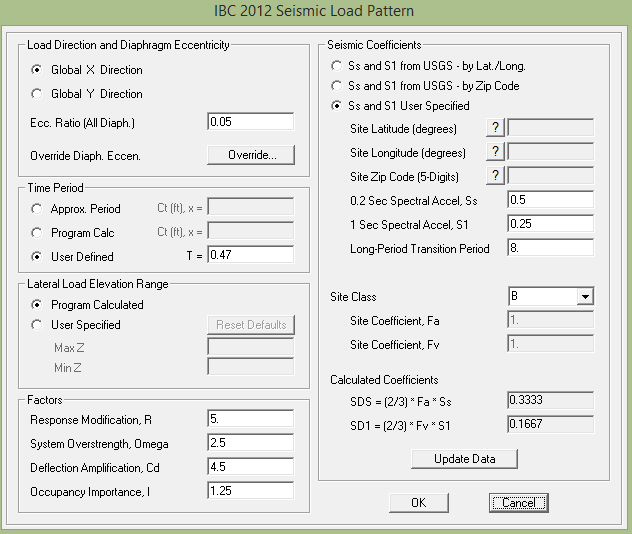 IBC 2012 Seismic Load Pattern
Load Direction and Diaphragm Eccentricity
Global X Direction
Global Y Direction
Ecc. Ratio (All Diaph.) 0.05
Override Diaph. Eccen. Override...
Time Period
Approx. Period Ct (ft), x =
Program Calc Ct (ft), x =
User Defined T = 0.47
Lateral Load Elevation Range
Program Calculated
User Specified Reset Defaults
Max Z
Min Z
Factors
Response Modification, R 5.
System Overstrength, Omega 2.5
Deflection Amplification, Cd 4.5
Occupancy Importance, I 1.25
Seismic Coefficients
Ss and S1 from USGS - by Lat./Long.
Ss and S1 from USGS - by Zip Code
Ss and S1 User Specified
Site Latitude (degrees) ?
Site Longitude (degrees) ?
Site Zip Code (5-Digits) ?
0.2 Sec Spectral Accel, Ss 0.5
1 Sec Spectral Accel, S1 0.25
Long-Period Transition Period 8.
Site Class B
Site Coefficient, Fa 1.
Site Coefficient, Fv 1.
Calculated Coefficients
SDS = (2/3) * Fa * Ss 0.3333
SD1 = (2/3) * Fv * S1 0.1667
Update Data
OK Cancel